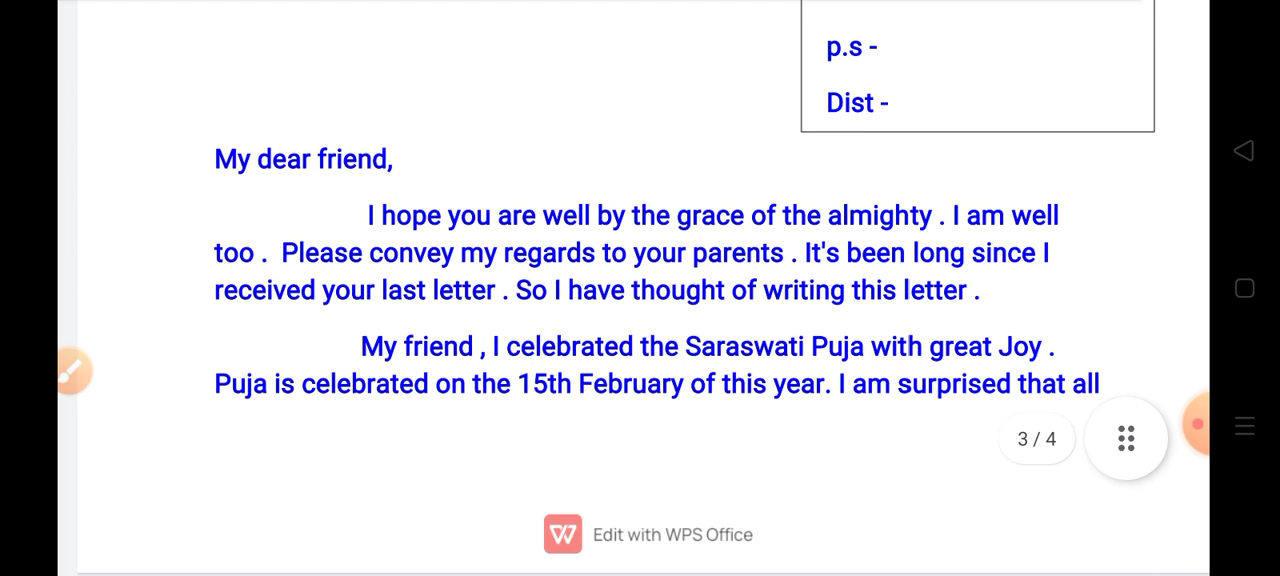 p.s -
Dist -
My dear friend,
I hope you are well by the grace of the almighty . I am well
too .  Please convey my regards to your parents . It's been long since I
received your last letter . So I have thought of writing this letter .
My friend , I celebrated the Saraswati Puja with great Joy .
Puja is celebrated on the 15th February of this year. I am surprised that all
3 / 4
Edit with WPS Office